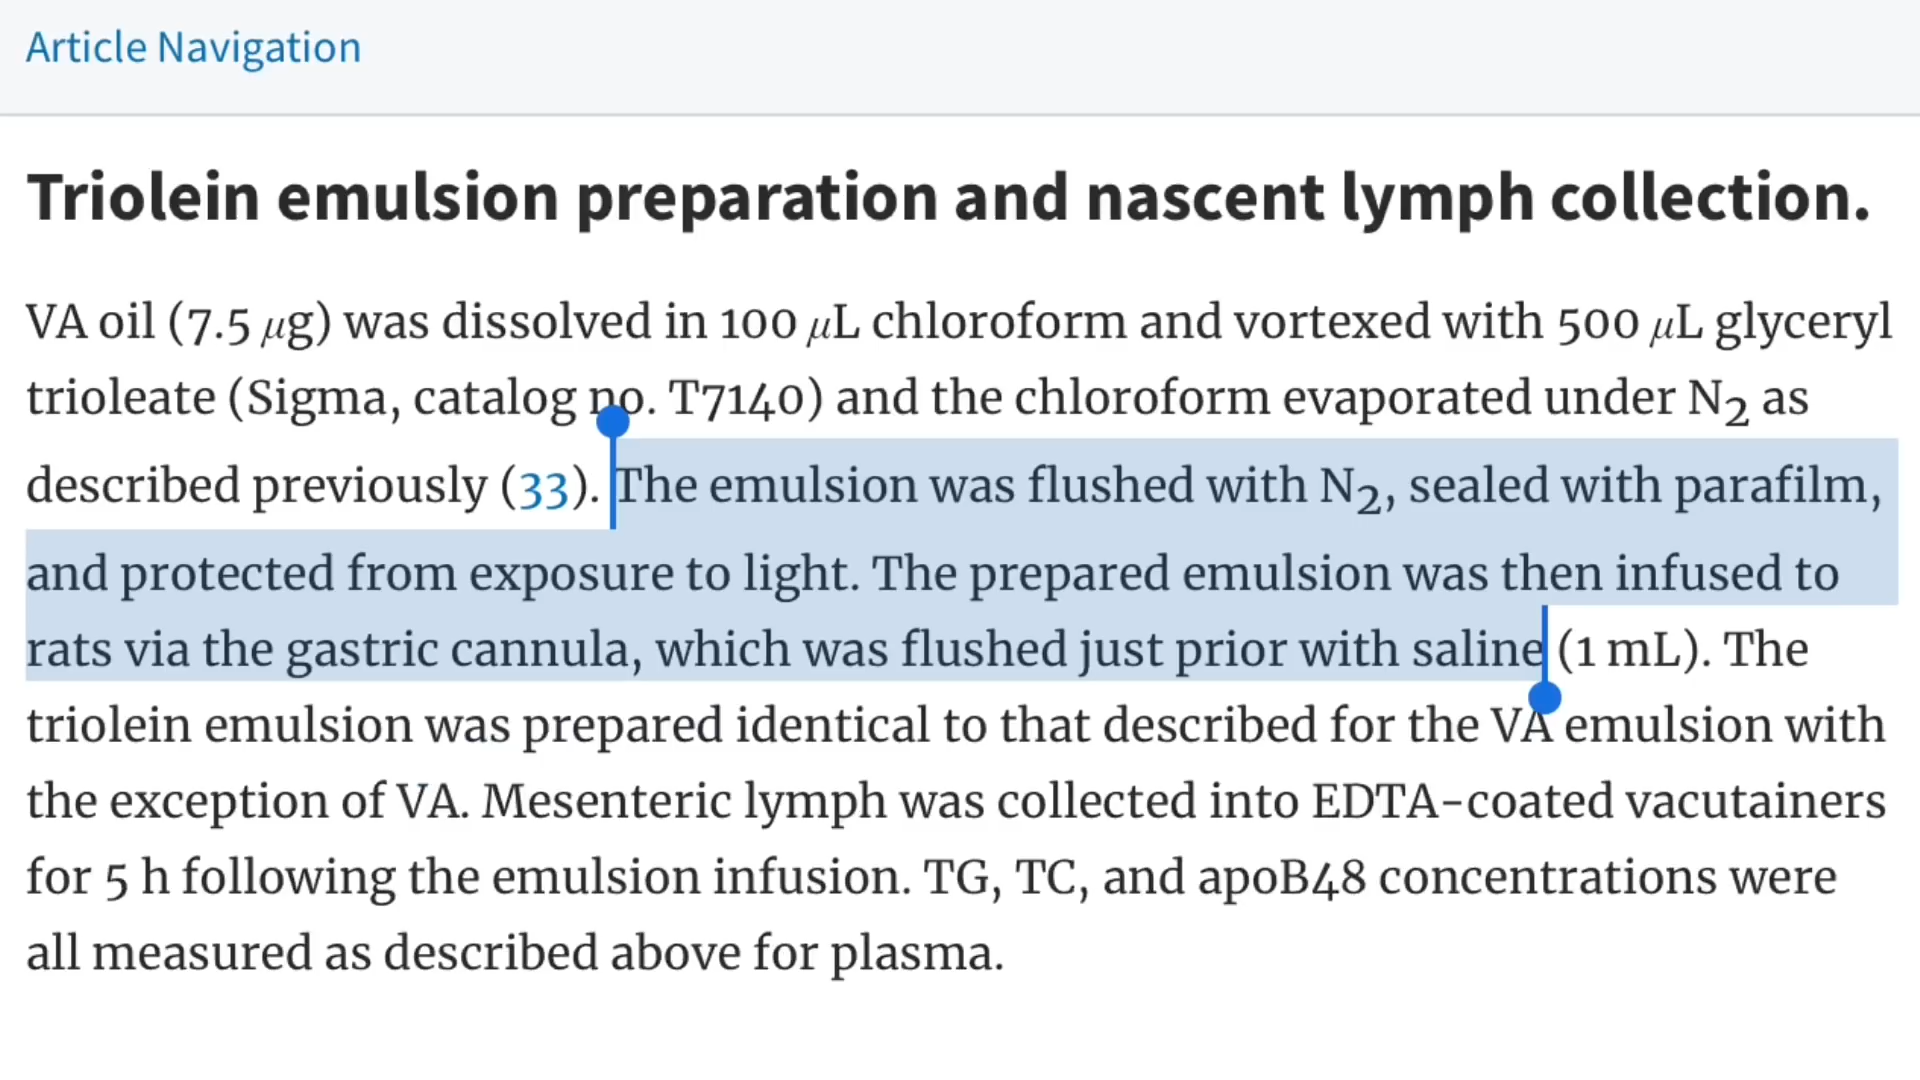 Article Navigation
Triolein emulsion preparation and nascent lymph collection.
VA oil (7.5 μg) was dissolved in 100 μL chloroform and vortexed with 500 μL glyceryl
trioleate (Sigma, catalog no. T7140) and the chloroform evaporated under N2 as
described previously (33). The emulsion was flushed with N2, sealed with parafilm,
and protected from exposure to light. The prepared emulsion was then infused to
rats via the gastric cannula, which was flushed just prior with saline (1 mL). The
triolein emulsion was prepared identical to that described for the VA emulsion with
the exception of VA. Mesenteric lymph was collected into EDTA-coated vacutainers
for 5 h following the emulsion infusion. TG, TC, and apoB48 concentrations were
all measured as described above for plasma.